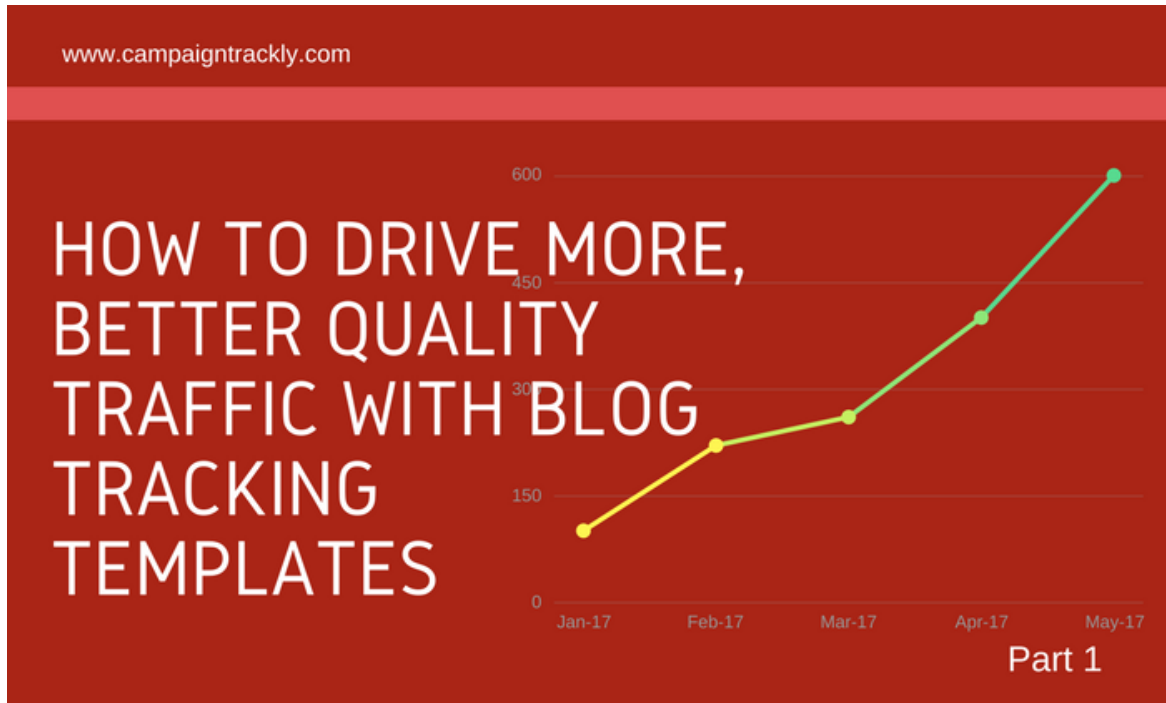 www.campaigntrackly.com
600
HOW TO DRIVE MORE,
450
BETTER QUALITY
300
TRAFFIC WITH BLOG
TRACKING
150
TEMPLATES
0
Jan-17 Feb-17 Mar-17 Apr-17 May-17
Part 1